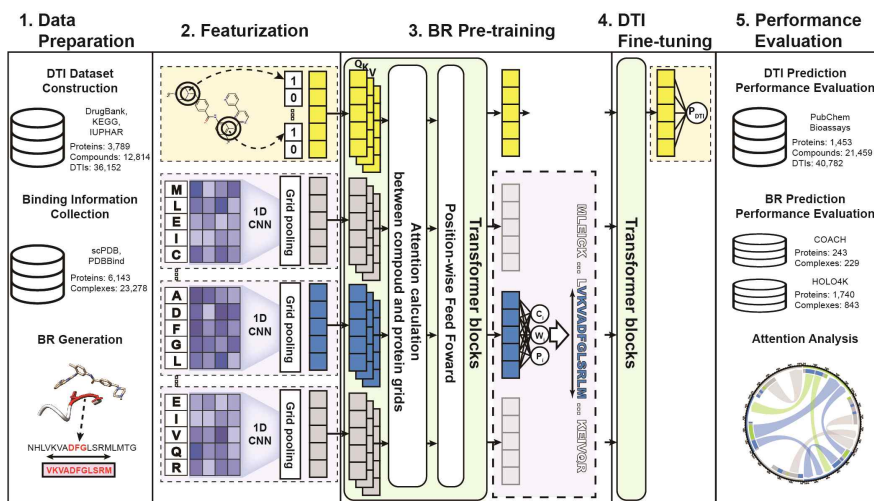 1. Data
Preparation
DTI Dataset
Construction
DrugBank,
KEGG,
IUPHAR
Proteins: 3,789
Compounds: 12,814
DTIs: 36,152
Binding Information
Collection
scPDB,
PDBBind
Proteins: 6,143
Complexes: 23,278
BR Generation
NHLVKVADFGLSRMLMTG
VKVADFGLSRM
2. Featurization
1
0
1
0
M
L
E
I
C
1D
CNN
Grid pooling
A
D
F
G
L
1D
CNN
Grid pooling
E
I
V
Q
R
1D
CNN
Grid pooling
3. BR Pre-training
Q
K
V
Attention calculation
between compoud and protein grids
Position-wise Feed Foward
Transformer blocks
C
W
P
MLEICK ... LVKVADFGLSRLM ... KEIVQR
4. DTI
Fine-tuning
Transformer
blocks
PDTI
5. Performance
Evaluation
DTI Prediction
Performance Evaluation
PubChem
Bioassays
Proteins: 1,453
Compounds: 21,459
DTIs: 40,782
BR Prediction
Performance Evaluation
COACH
Proteins: 243
Complexes: 229
HOLO4K
Proteins: 1,740
Complexes: 843
Attention Analysis